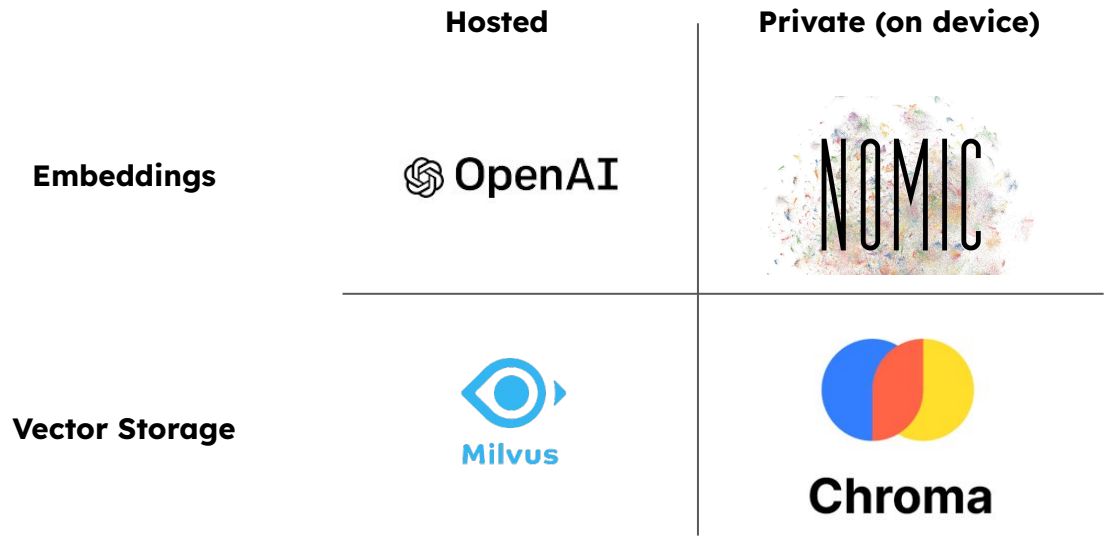 Hosted
Private (on device)
Embeddings
OpenAI
NOMIC
Vector Storage
Milvus
Chroma